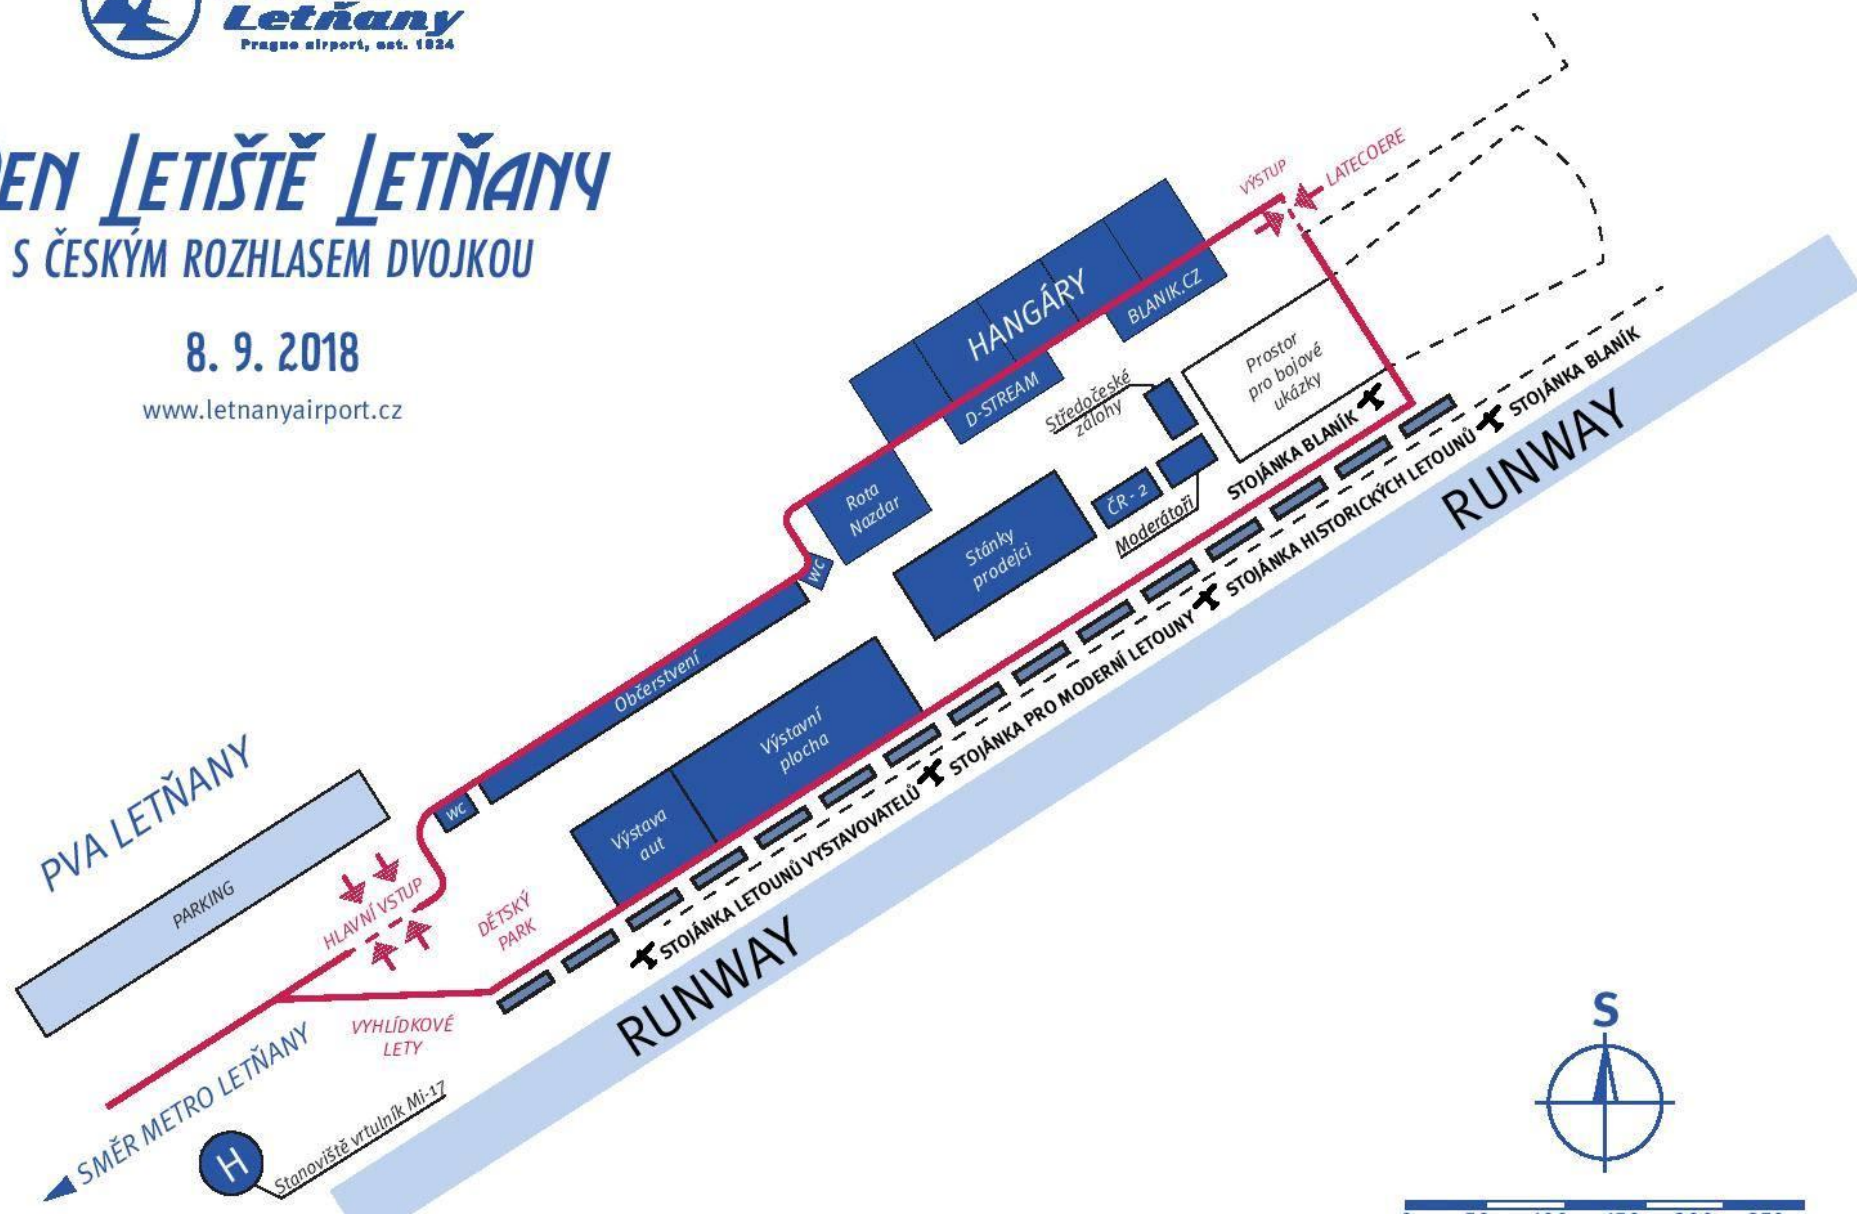 Letňany
Prague airport, est. 1824
LETIŠTĚ LETŇANY
S ČESKÝM ROZHLASEM DVOJKOU
8. 9. 2018
www.letnanyairport.cz
VÝSTUP
LATECOERE
HANGÁRY
BLANIK.CZ
D-STREAM
Středočeské
zálohy
Prostor
pro bojové
ukázky
STOJÁNKA BLANÍK
STOJÁNKA BLANÍK
Rota
Nazdar
ČR - 2
Moderátoři
Stánky
prodejci
WC
STOJÁNKA HISTORICKÝCH LETOUNŮ
RUNWAY
Občerstvení
Výstavní
plocha
STOJÁNKA PRO MODERNÍ LETOUNY
WC
Výstava
aut
STOJÁNKA LETOUNŮ VYSTAVOVATELŮ
PVA LETŇANY
PARKING
HLAVNÍ VSTUP
DĚTSKÝ
PARK
RUNWAY
VYHLÍDKOVÉ
LETY
SMĚR METRO LETŇANY
H
Stanoviště vrtulník Mi-17
S